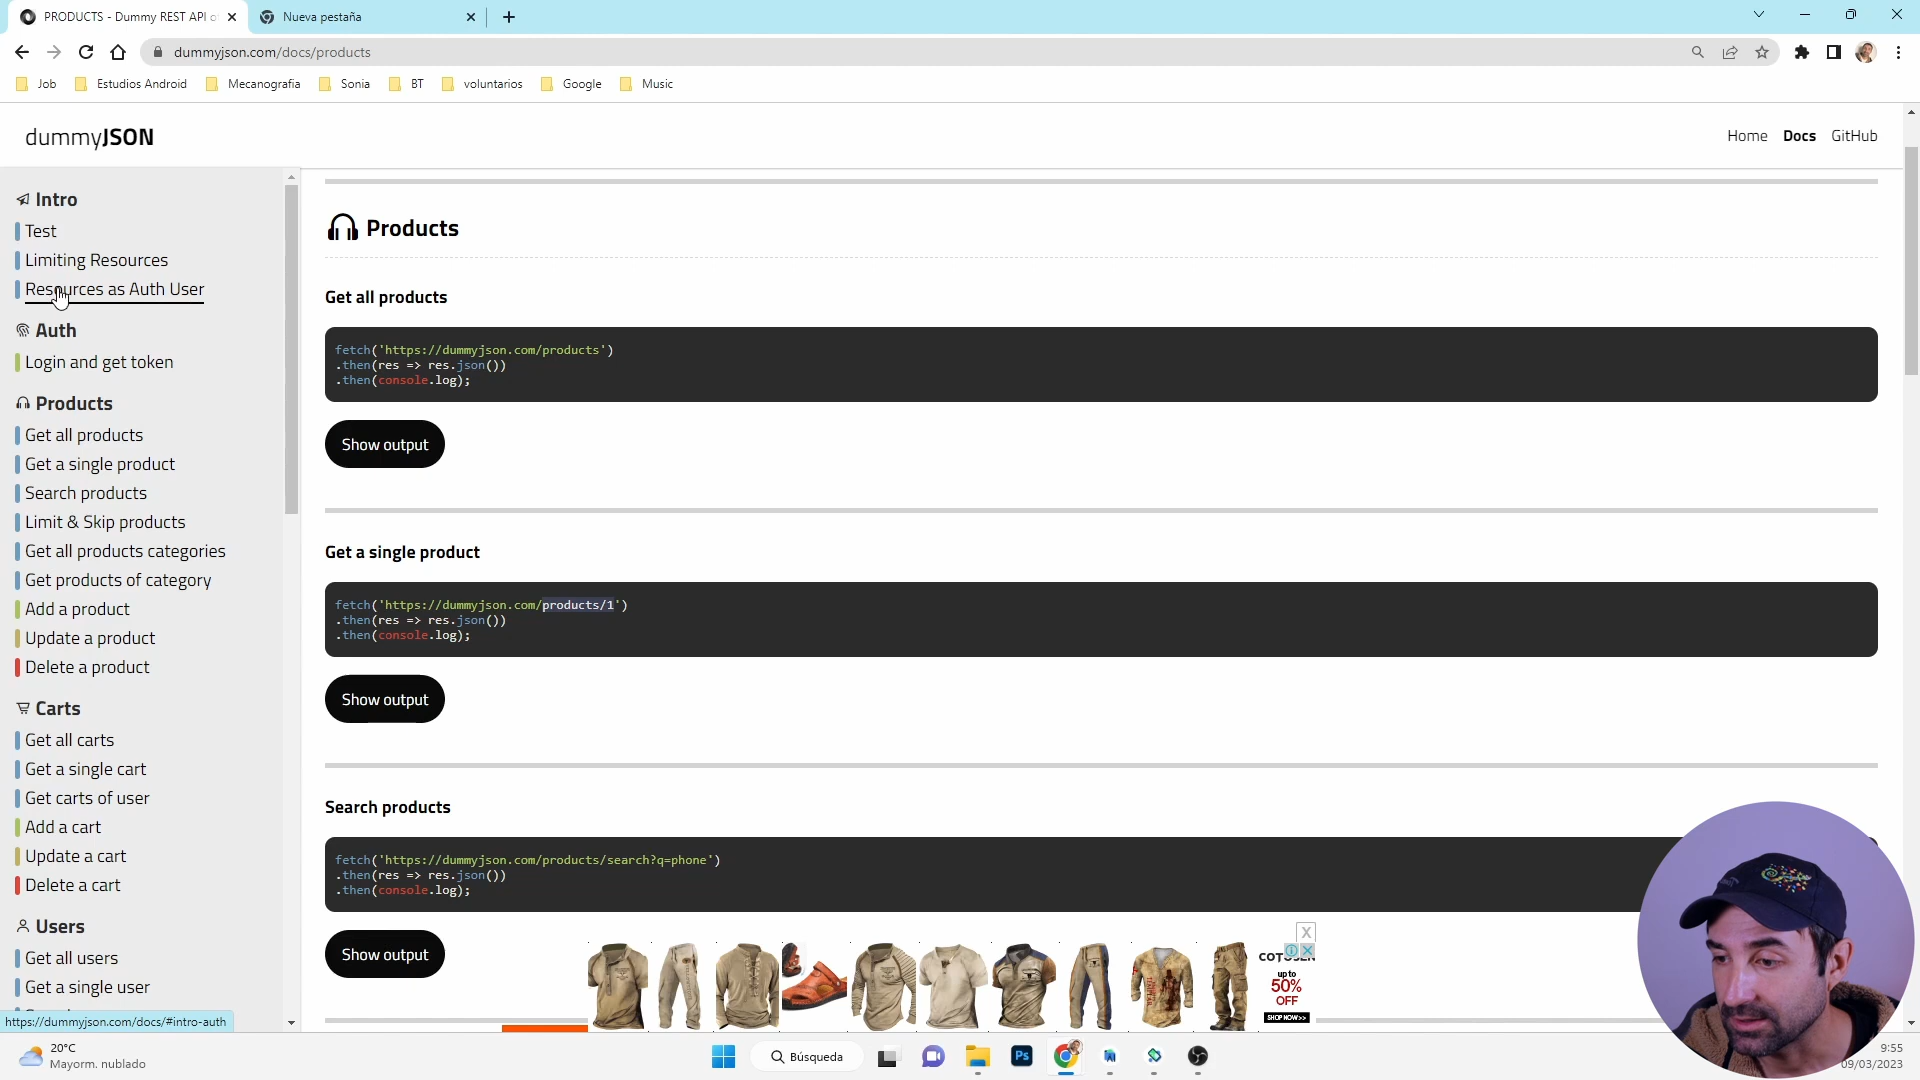 PRODUCTS - Dummy REST API o
Nueva pestaña
dummyjson.com/docs/products
Job
Estudios Android
Mecanografia
Sonia
BT
voluntarios
Google
Music
dummyJSON
Home
Docs
GitHub
Intro
Test
Limiting Resources
Resources as Auth User
Auth
Login and get token
Products
Get all products
Get a single product
Search products
Limit & Skip products
Get all products categories
Get products of category
Add a product
Update a product
Delete a product
Carts
Get all carts
Get a single cart
Get carts of user
Add a cart
Update a cart
Delete a cart
Users
Get all users
Get a single user
https://dummyjson.com/docs/#intro-auth
Products
Get all products
fetch('https://dummyjson.com/products')
.then(res => res.json())
.then(console.log);
Show output
Get a single product
fetch('https://dummyjson.com/products/1')
.then(res => res.json())
.then(console.log);
Show output
Search products
fetch('https://dummyjson.com/products/search?q=phone')
.then(res => res.json())
.then(console.log);
Show output
X
COTOSEN
up to
50%
OFF
SHOP NOW>>
20°C
Mayorm. nublado
Búsqueda
Ps
9:55
09/03/2023